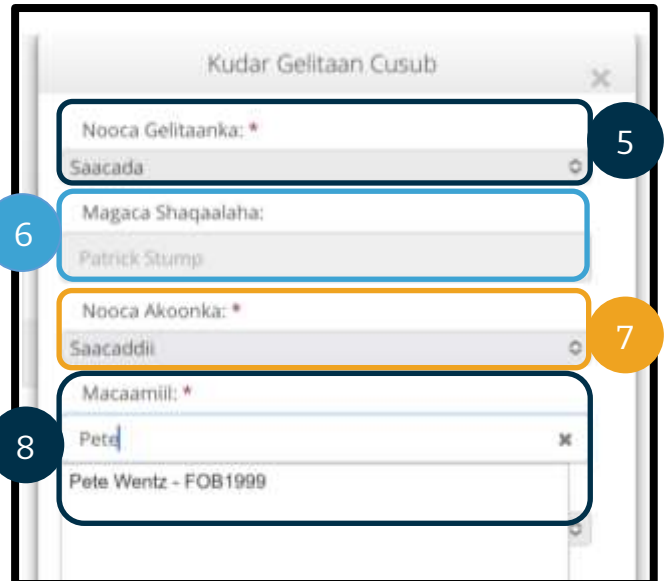 Kudar Gelitaan Cusub
Nooca Gelitaanka: *
5
Saacada
6
Magaca Shaqaalaha:
Patrick Stump
Nooca Akoonka: *
7
Saacaddii
Macaamiil: *
8
Pete
Pete Wentz - FOB1999